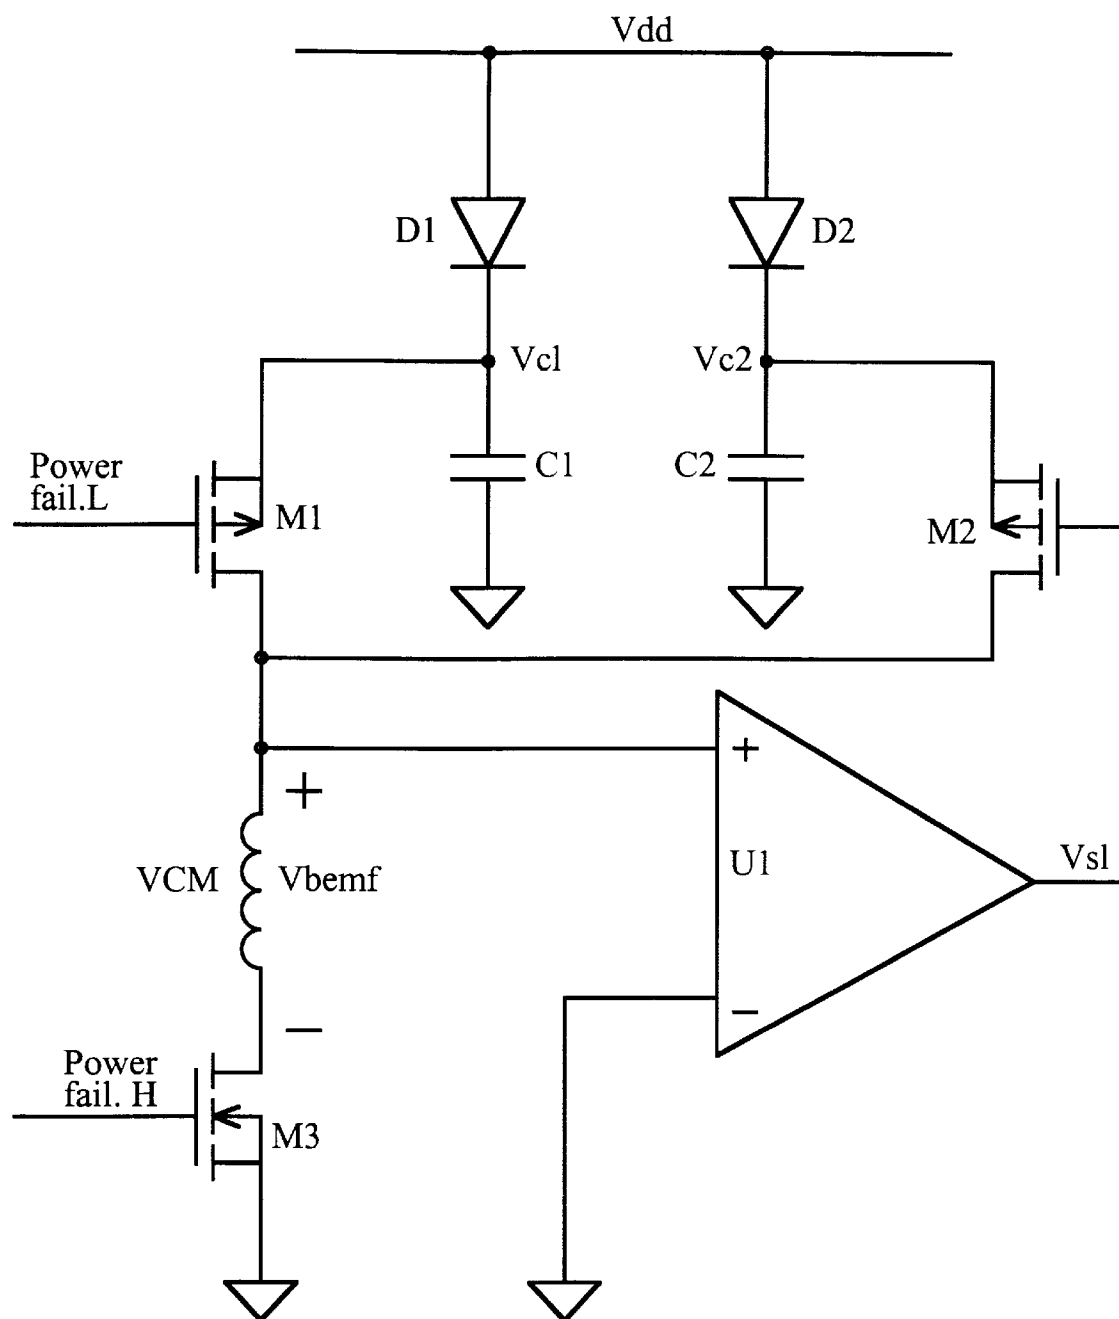 Vdd
D1
D2
Vcl
Vc2
Power
fail.L
C1
C2
M1
M2
+
+
VCM
Vbemf
U1
Vsl
−
−
Power
fail. H
M3